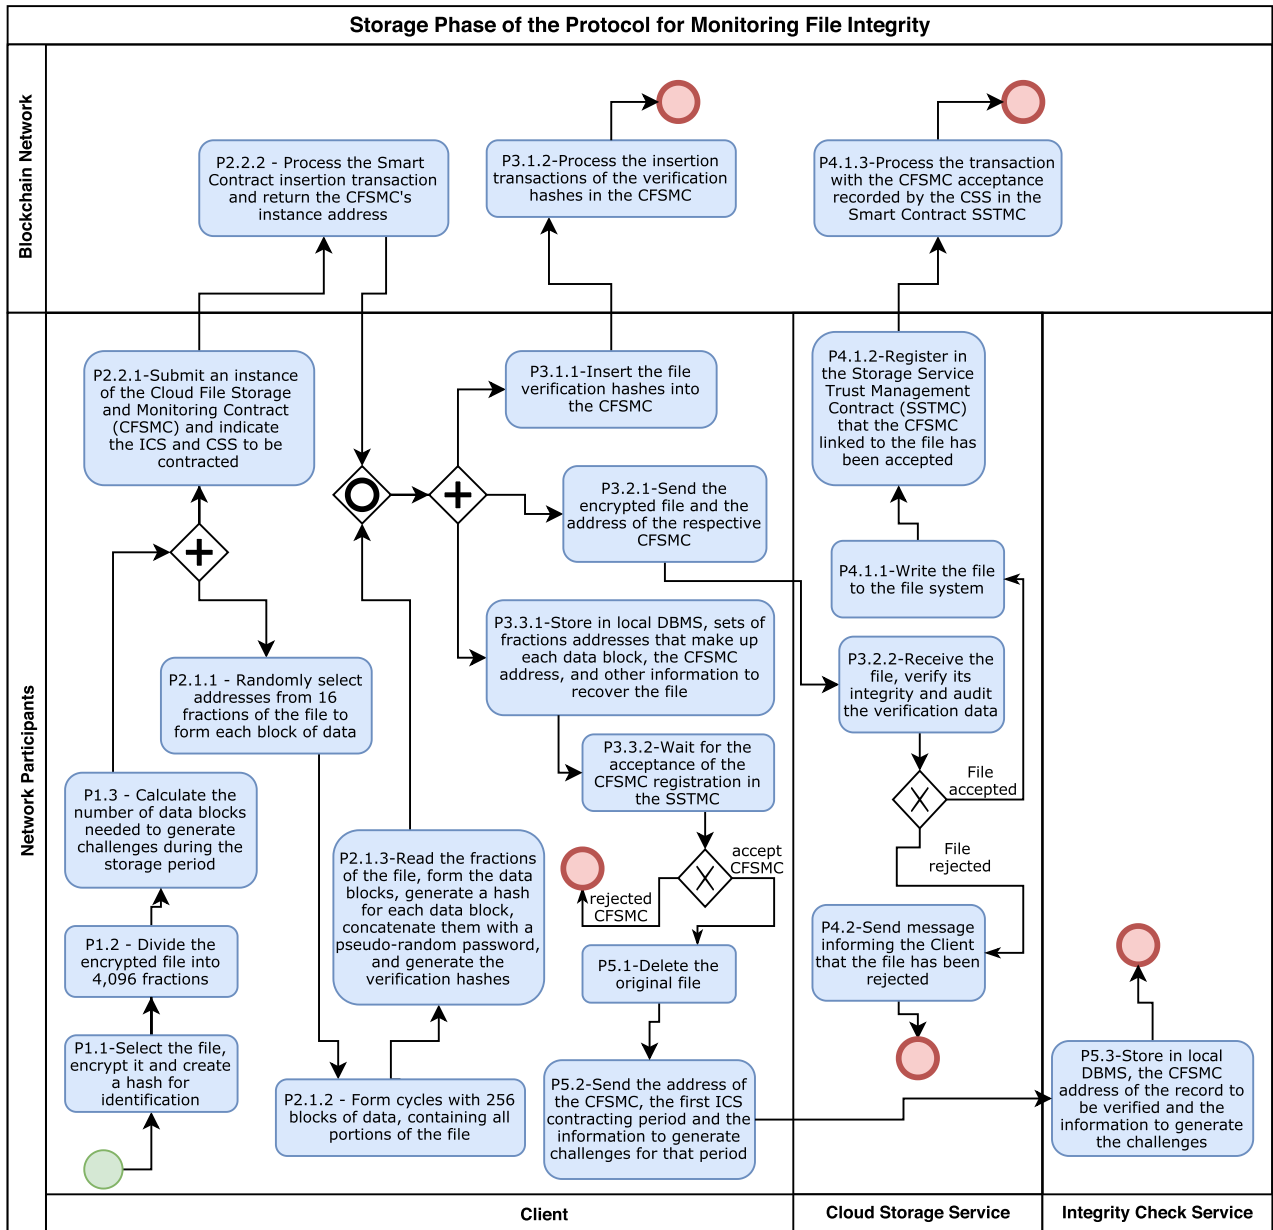 Storage Phase of the Protocol for Monitoring File Integrity
Blockchain Network
P2.2.2 - Process the Smart
Contract insertion transaction
and return the CFSMC's
instance address
P3.1.2-Process the insertion
transactions of the verification
hashes in the CFSMC
P4.1.3-Process the transaction
with the CFSMC acceptance
recorded by the CSS in the
Smart Contract SSTMC
Network Participants
P2.2.1-Submit an instance
of the Cloud File Storage
and Monitoring Contract
(CFSMC) and indicate
the ICS and CSS to be
contracted
P3.1.1-Insert the file
verification hashes into
the CFSMC
P4.1.2-Register in
the Storage Service
Trust Management
Contract (SSTMC)
that the CFSMC
linked to the file has
been accepted
P3.2.1-Send the
encrypted file and the
address of the respective
CFSMC
P4.1.1-Write the file
to the file system
P3.3.1-Store in local DBMS, sets of
fractions addresses that make up
each data block, the CFSMC
address, and other information to
recover the file
P3.2.2-Receive the
file, verify its
integrity and audit
the verification data
P2.1.1 - Randomly select
addresses from 16
fractions of the file to
form each block of data
P3.3.2-Wait for the
acceptance of the
CFSMC registration in
the SSTMC
File
accepted
P1.3 - Calculate the
number of data blocks
needed to generate
challenges during the
storage period
File
rejected
accept
CFSMC
rejected
CFSMC
P2.1.3-Read the fractions
of the file, form the data
blocks, generate a hash
for each data block,
concatenate them with a
pseudo-random password,
and generate the
verification hashes
P4.2-Send message
informing the Client
that the file has been
rejected
P1.2 - Divide the
encrypted file into
4,096 fractions
P5.1-Delete the
original file
P1.1-Select the file,
encrypt it and create
a hash for
identification
P2.1.2 - Form cycles with 256
blocks of data, containing all
portions of the file
P5.2-Send the address of
the CFSMC, the first ICS
contracting period and the
information to generate
challenges for that period
P5.3-Store in local
DBMS, the CFSMC
address of the record to
be verified and the
information to generate
the challenges
Client
Cloud Storage Service
Integrity Check Service